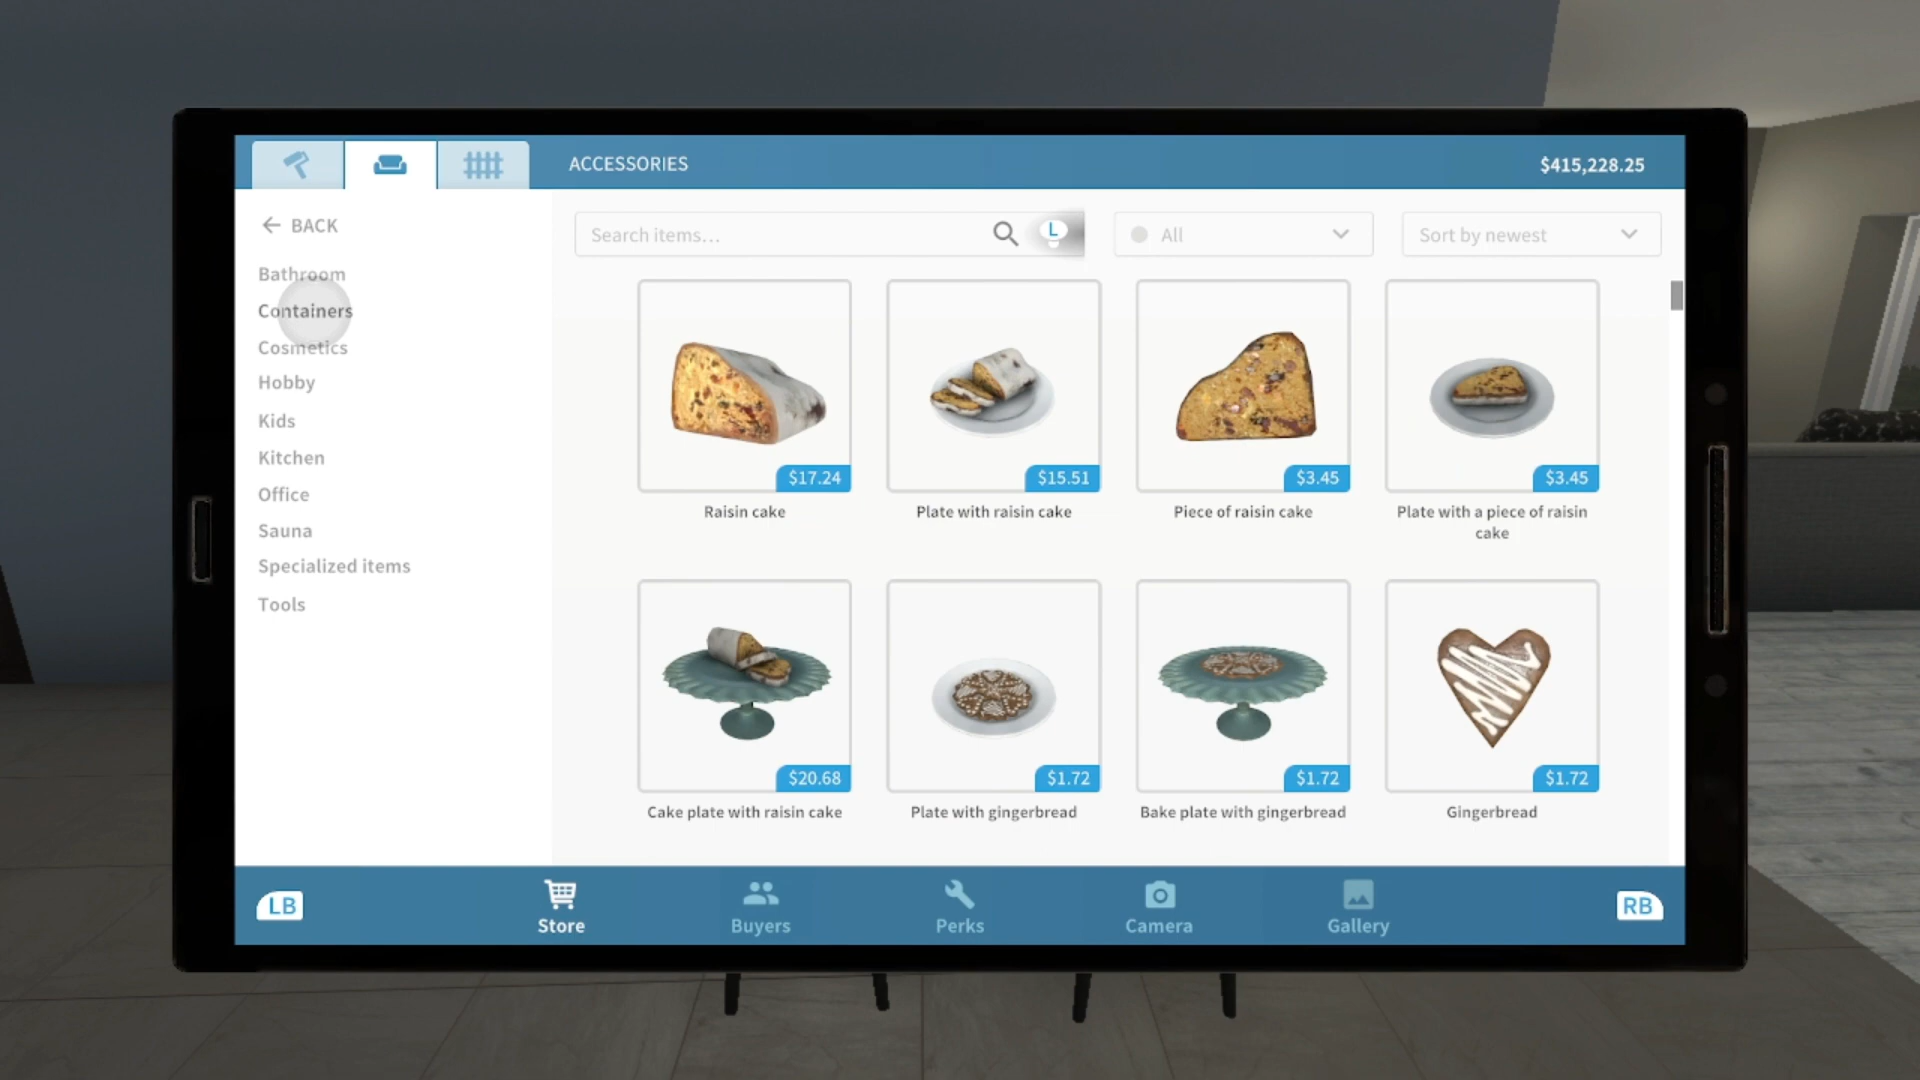 ACCESSORIES
$415,228.25
BACK
Search items...
L
All
Sort by newest
Bathroom
Containers
Cosmetics
Hobby
Kids
Kitchen
Office
Sauna
Specialized items
Tools
$17.24
$15.51
$3.45
$3.45
Raisin cake
Plate with raisin cake
Piece of raisin cake
Plate with a piece of raisin
cake
$20.68
$1.72
$1.72
$1.72
Cake plate with raisin cake
Plate with gingerbread
Bake plate with gingerbread
Gingerbread
LB
Store
Buyers
Perks
Camera
Gallery
RB